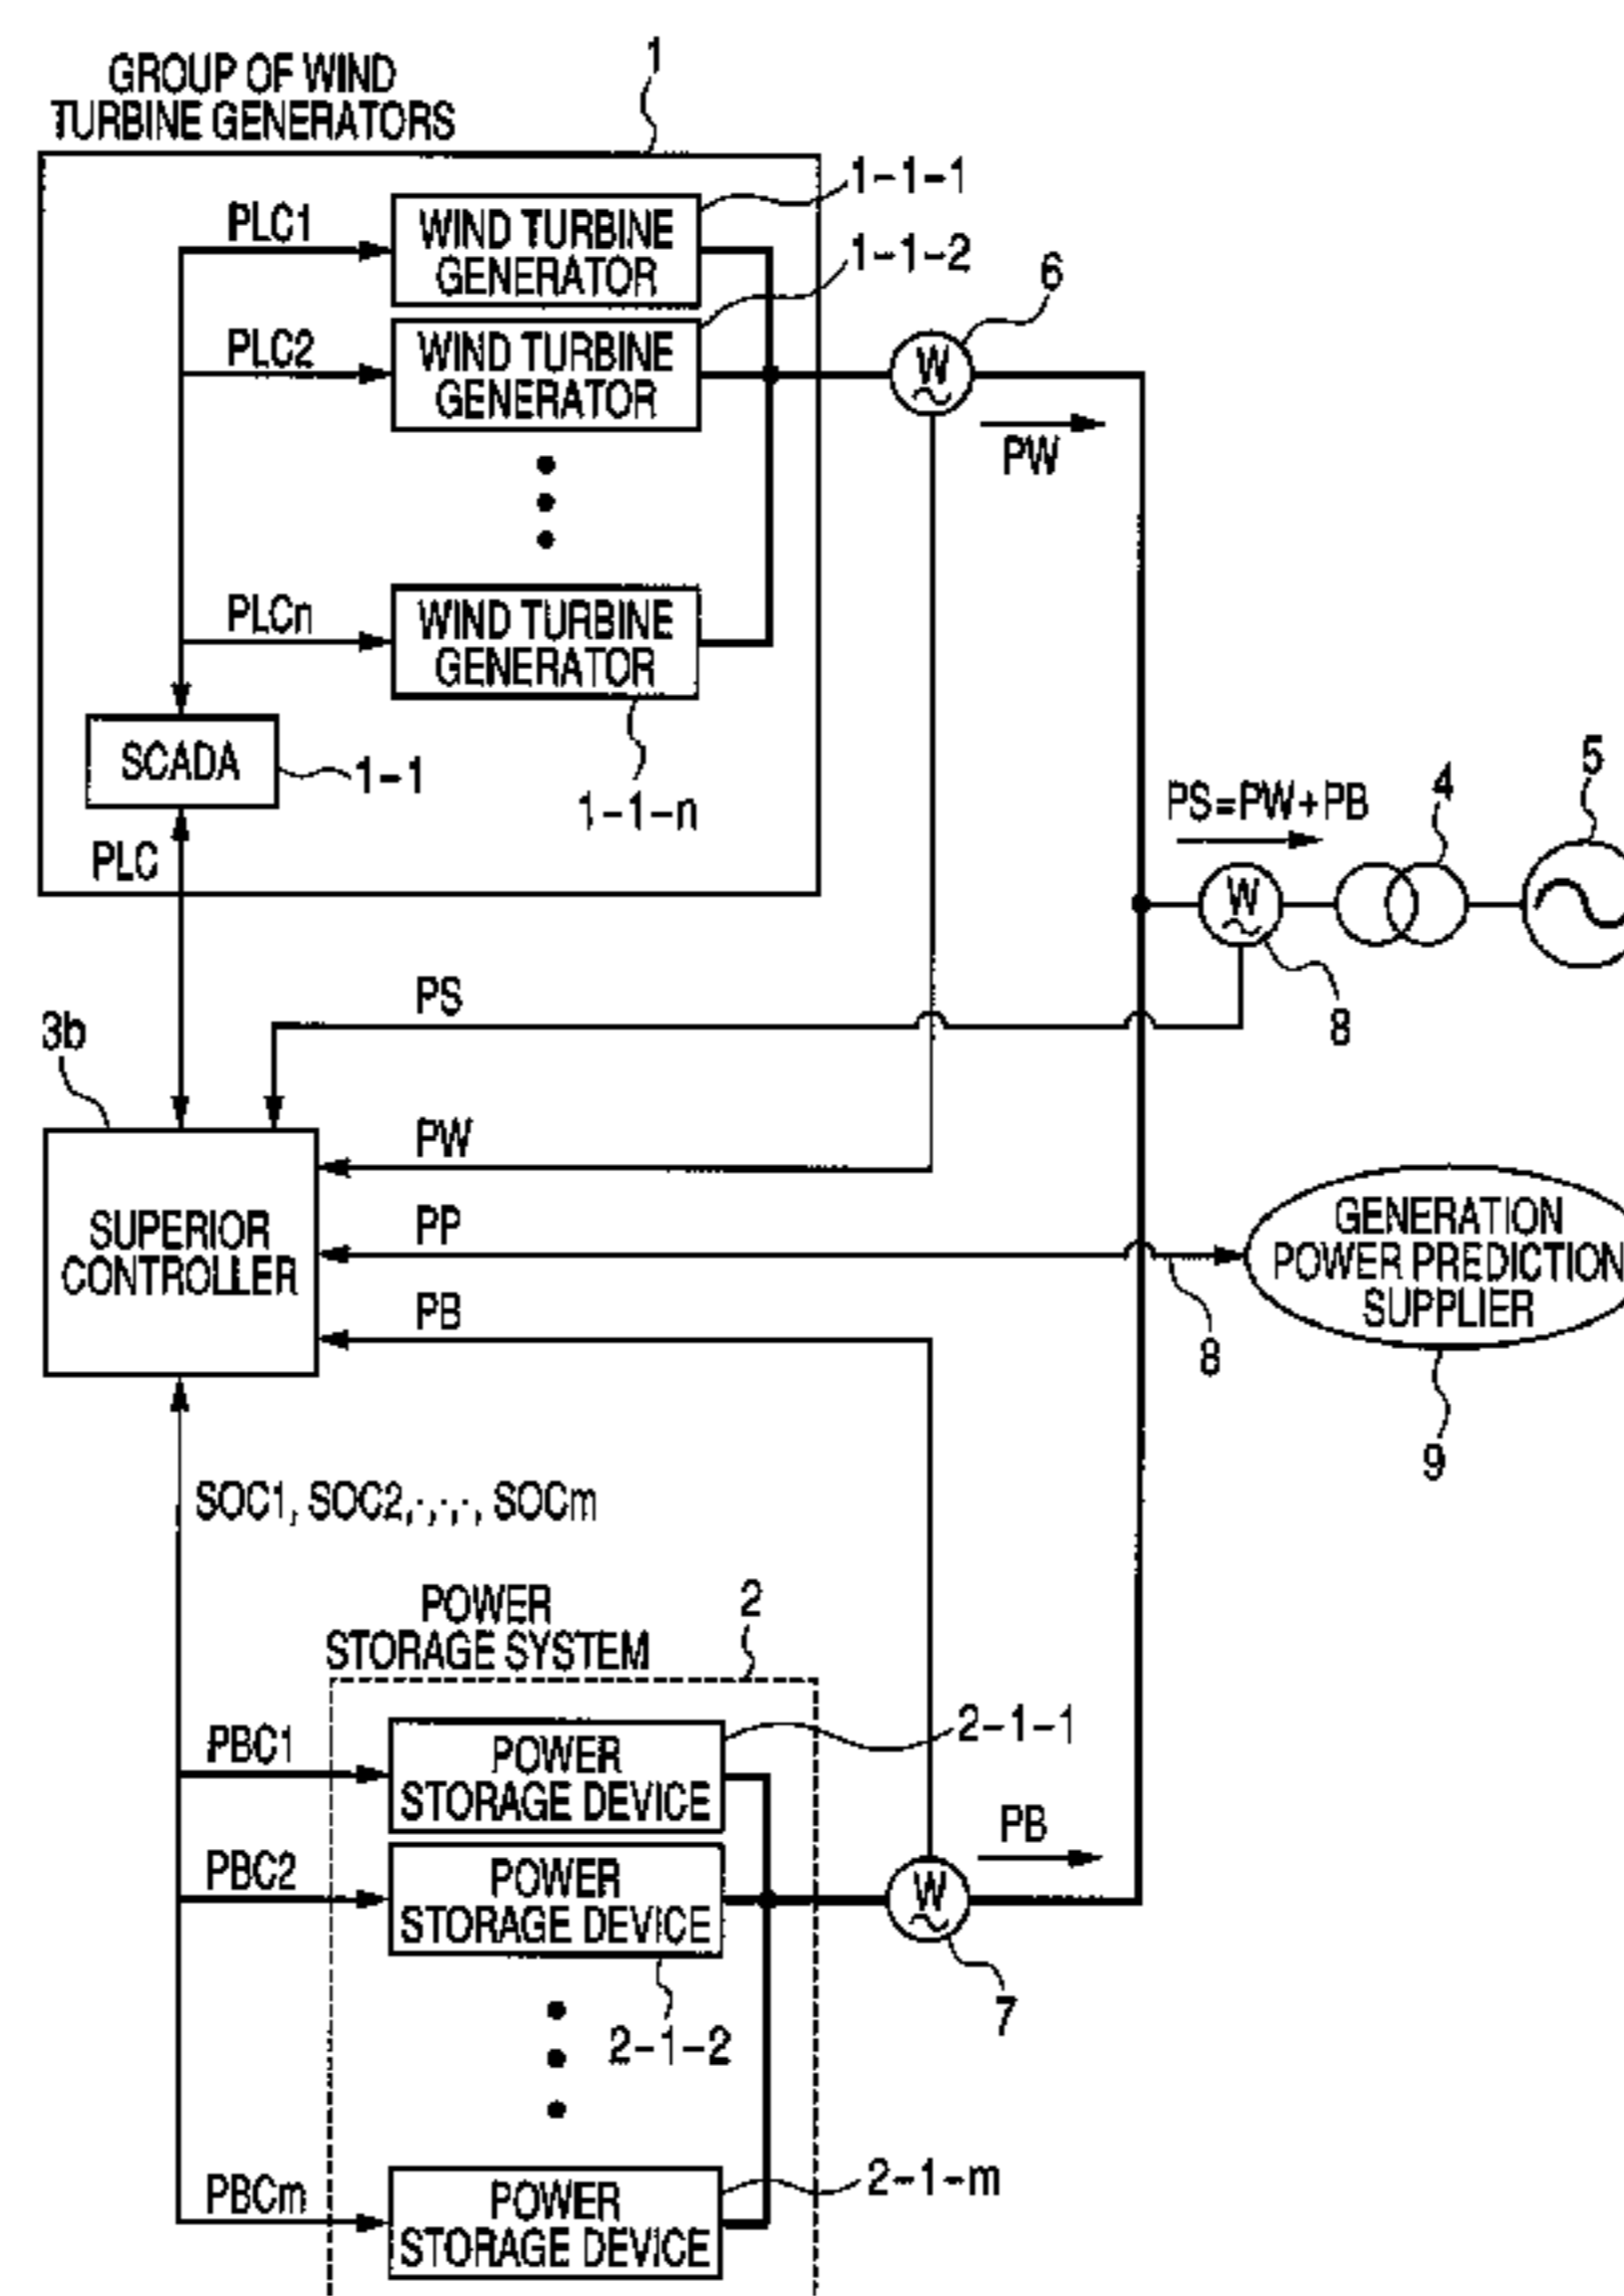 GROUP OF WIND
TURBINE GENERATORS
1
PLC1
WIND TURBINE
GENERATOR
1-1-1
PLC2
WIND TURBINE
GENERATOR
1-1-2
6
W
PW
PLCn
WIND TURBINE
GENERATOR
1-1-n
SCADA
1-1
PLC
PS=PW+PB
4
5
W
8
PS
3b
SUPERIOR
CONTROLLER
PW
PP
PB
8
GENERATION
POWER PREDICTION
SUPPLIER
9
SOC1, SOC2,·,·,·, SOCm
POWER
STORAGE SYSTEM
2
PBC1
POWER
STORAGE DEVICE
2-1-1
PBC2
POWER
STORAGE DEVICE
2-1-2
PB
W
7
PBCm
POWER
STORAGE DEVICE
2-1-m